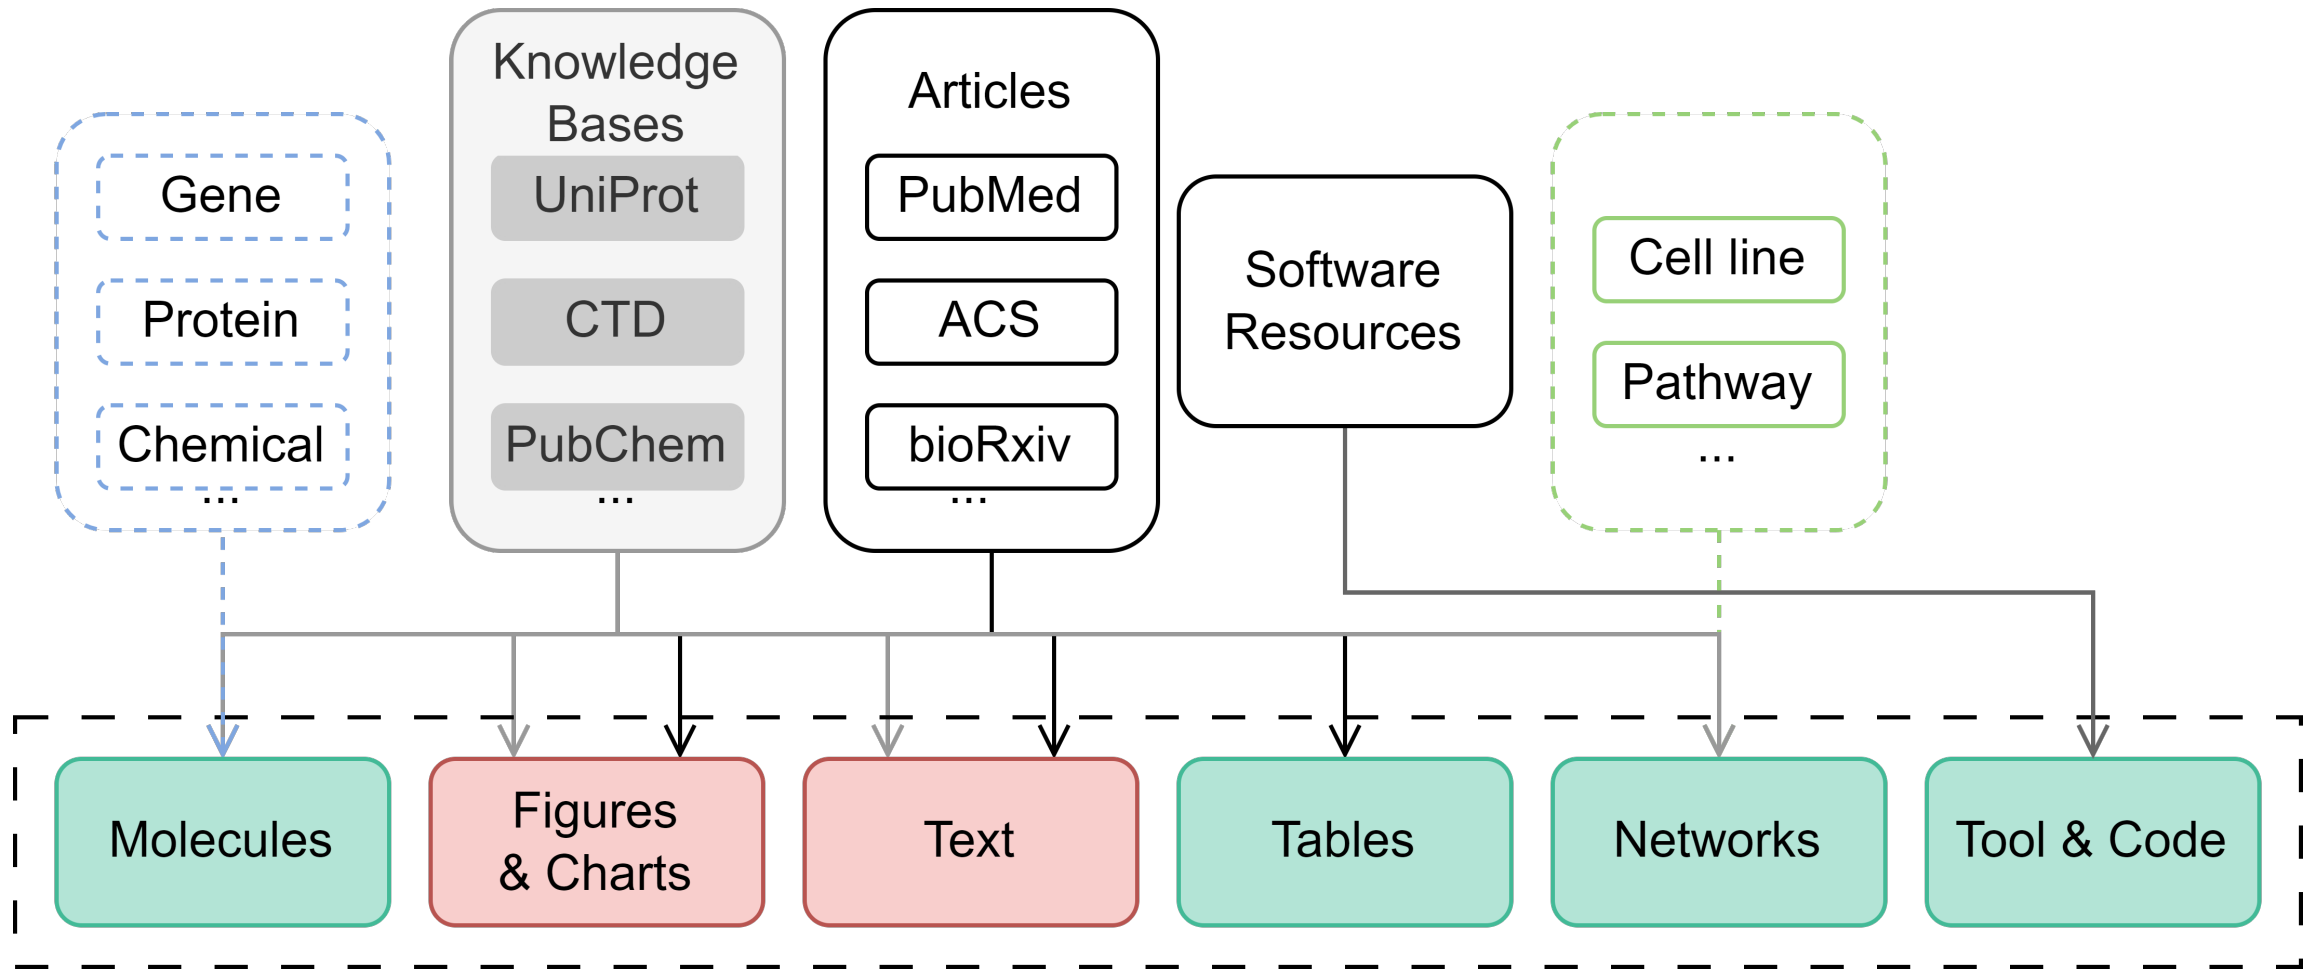 Gene
Protein
Chemical
...
Knowledge
Bases
UniProt
CTD
PubChem
...
Articles
PubMed
ACS
bioRxiv
...
Software
Resources
Cell line
Pathway
...
Molecules
Figures
& Charts
Text
Tables
Networks
Tool & Code